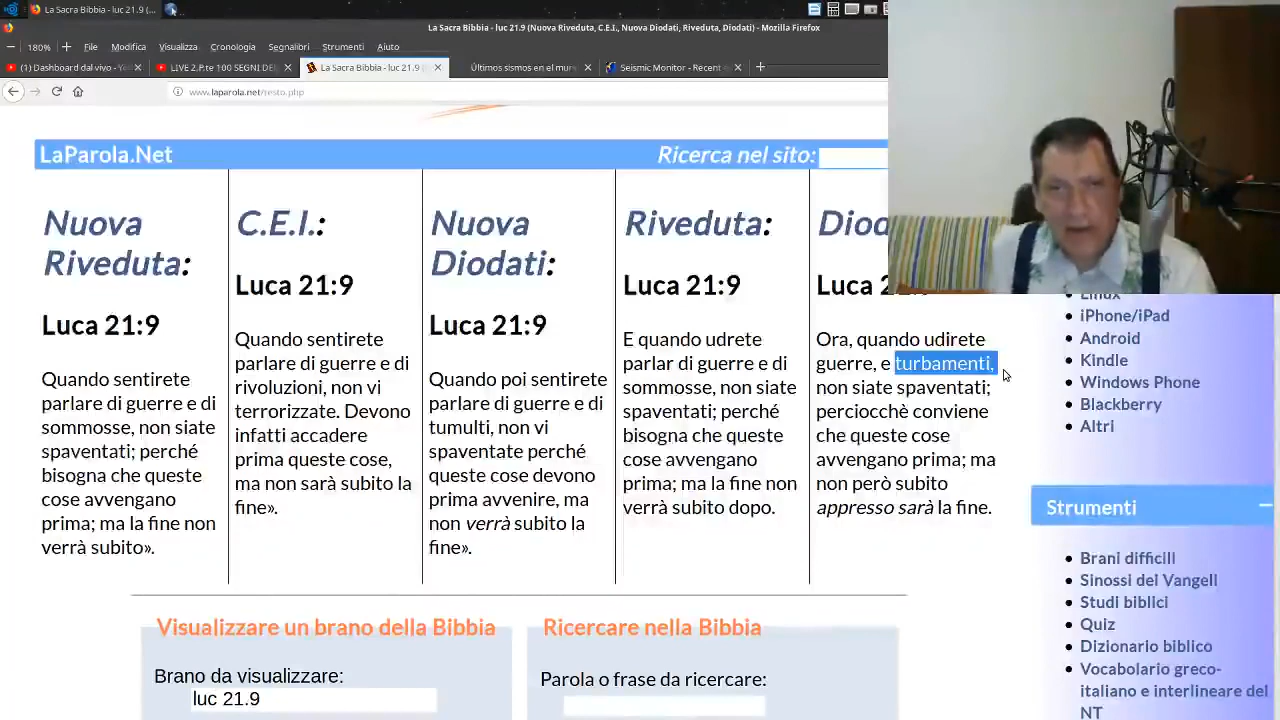 La Sacra Bibbia - luc 21.9 (
La Sacra Bibbia - luc 21.9 (Nuova Riveduta, C.E.I., Nuova Diodati, Riveduta, Diodati) - Mozilla Firefox
180% File Modifica Visualizza Cronologia Segnalibri Strumenti Aiuto
(1) Dashboard dal vivo - LIVE 2.P.te 100 SEGNI DE La Sacra Bibbia - luc 21.9 Últimos sismos en el mun Seismic Monitor - Recent e
www.laparola.net/testo.php
LaParola.Net
Ricerca nel sito:
Nuova
Riveduta:
Luca 21:9
Quando sentirete
parlare di guerre e di
sommosse, non siate
spaventati; perché
bisogna che queste
cose avvengano
prima; ma la fine non
verrà subito».
C.E.I.:
Luca 21:9
Quando sentirete
parlare di guerre e di
rivoluzioni, non vi
terrorizzate. Devono
infatti accadere
prima queste cose,
ma non sarà subito la
fine».
Nuova
Diodati:
Luca 21:9
Quando poi sentirete
parlare di guerre e di
tumulti, non vi
spaventate perché
queste cose devono
prima avvenire, ma
non verrà subito la
fine».
Riveduta:
Luca 21:9
E quando udrete
parlar di guerre e di
sommosse, non siate
spaventati; perché
bisogna che queste
cose avvengano
prima; ma la fine non
verrà subito dopo.
Diod
Luca 2
Ora, quando udirete
guerre, e turbamenti,
non siate spaventati;
perciocchè conviene
che queste cose
avvengano prima; ma
non però subito
appresso sarà la fine.
Linux
iPhone/iPad
Android
Kindle
Windows Phone
Blackberry
Altri
Strumenti
Brani difficili
Sinossi dei Vangeli
Studi biblici
Quiz
Dizionario biblico
Vocabolario greco-
italiano e interlineare del
NT
Visualizzare un brano della Bibbia
Brano da visualizzare:
luc 21.9
Ricercare nella Bibbia
Parola o frase da ricercare: